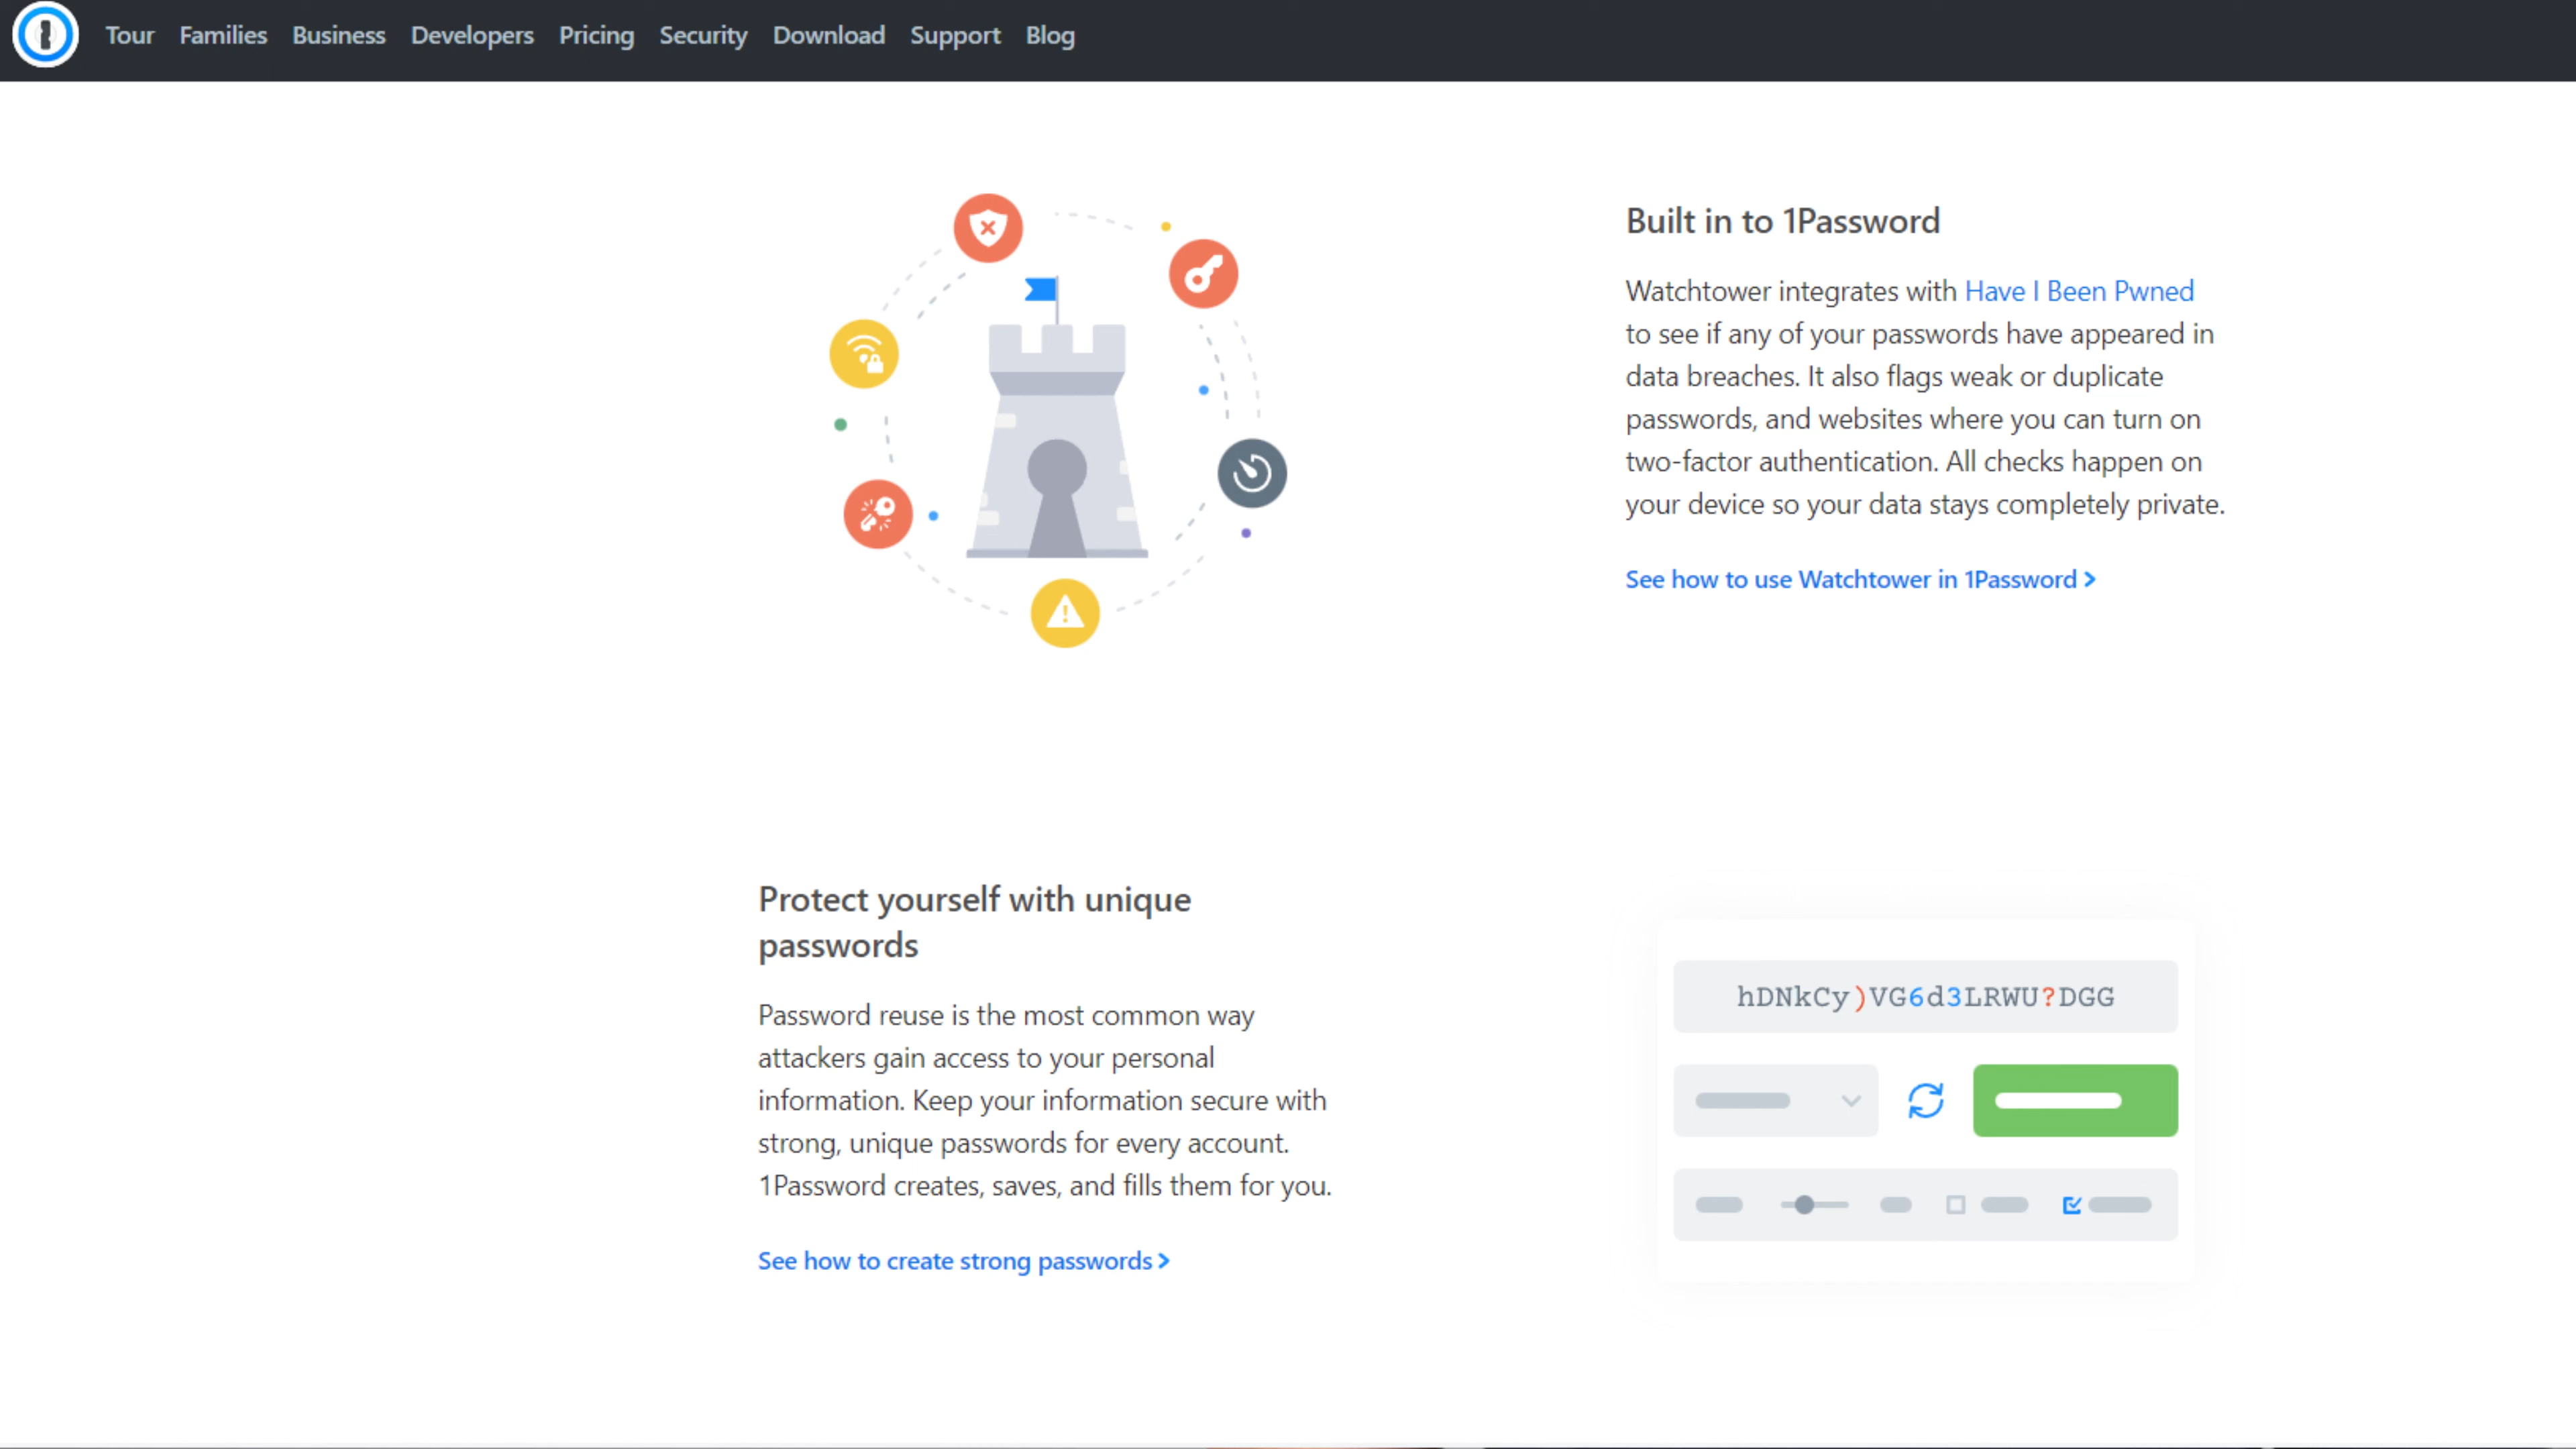 Tour Families Business Developers Pricing Security Download Support Blog
Built in to 1Password
Watchtower integrates with Have I Been Pwned
to see if any of your passwords have appeared in
data breaches. It also flags weak or duplicate
passwords, and websites where you can turn on
two-factor authentication. All checks happen on
your device so your data stays completely private.
See how to use Watchtower in 1Password >
Protect yourself with unique
passwords
Password reuse is the most common way
attackers gain access to your personal
information. Keep your information secure with
strong, unique passwords for every account.
1Password creates, saves, and fills them for you.
See how to create strong passwords >
hDNkCy)VG6d3LRWU?DGG